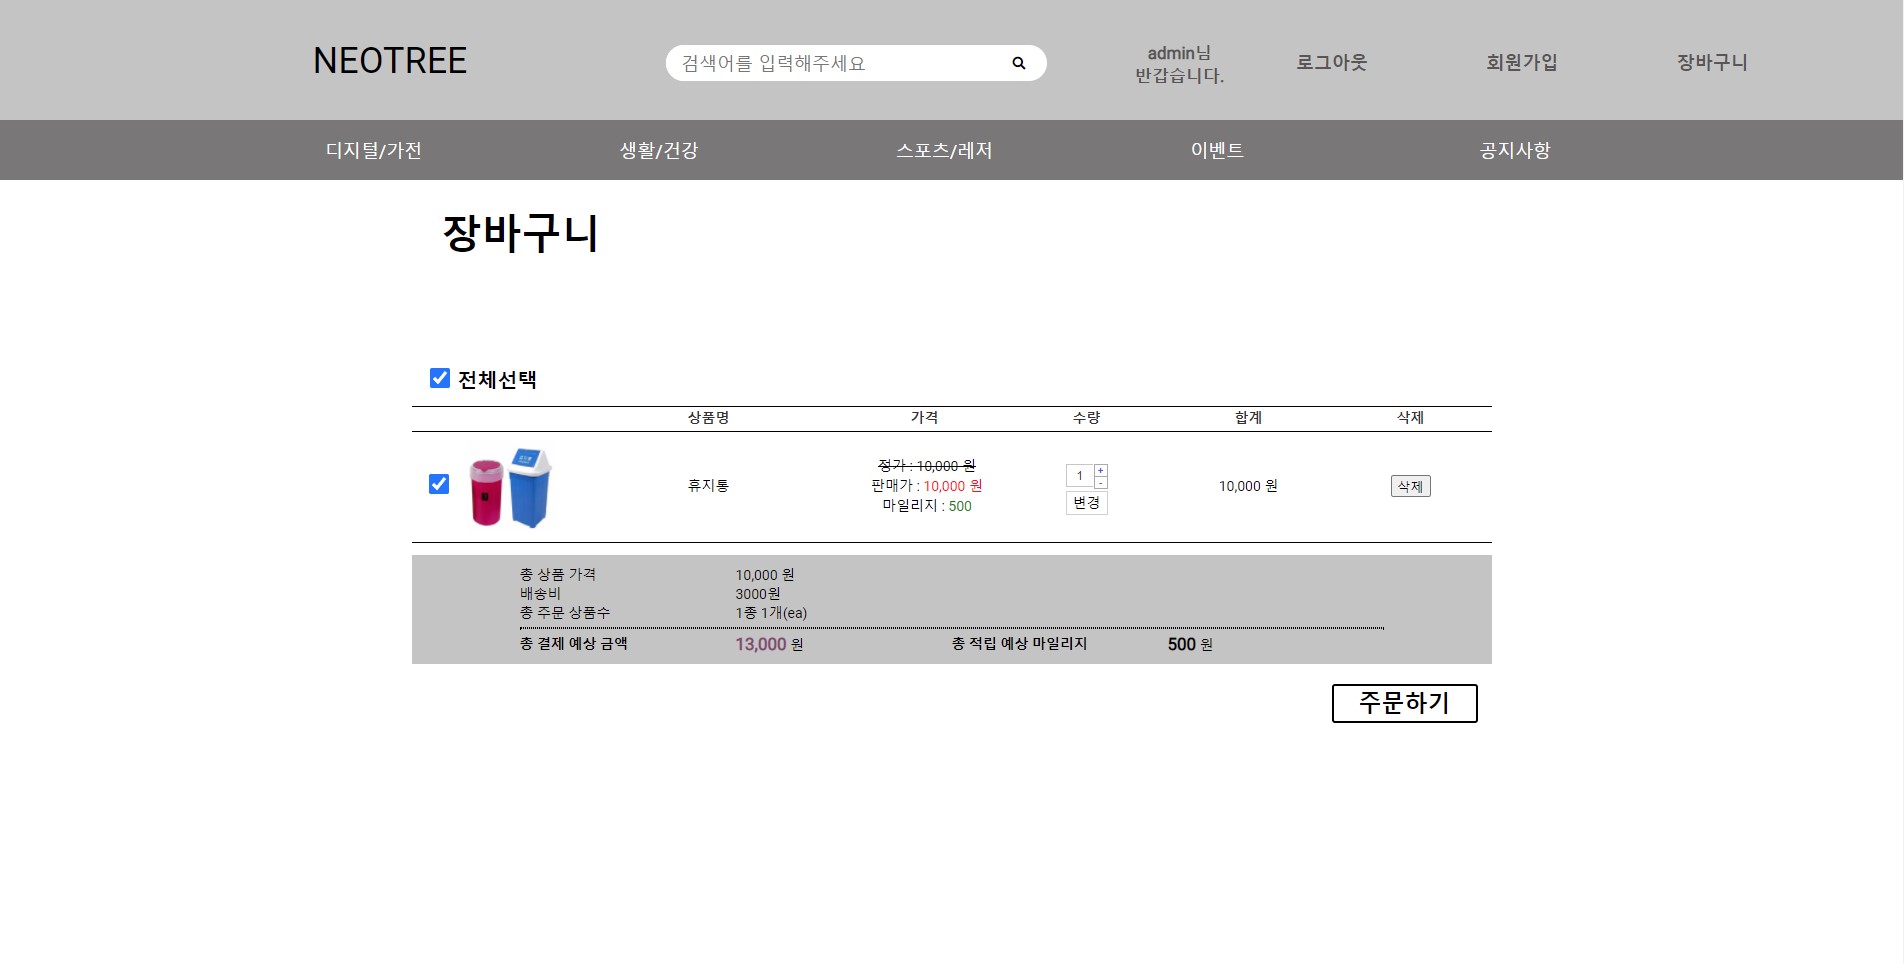 NEOTREE
검색어를 입력해주세요
admin님
반갑습니다.
로그아웃
회원가입
장바구니
디지털/가전
생활/건강
스포츠/레저
이벤트
공지사항
장바구니
전체선택
상품명 가격 수량 합계 삭제
휴지통
정가 : 10,000 원
판매가 : 10,000 원
마일리지 : 500
1 + -
변경
10,000 원
삭제
총 상품 가격 10,000 원
배송비 3000원
총 주문 상품수 1종 1개(ea)
총 결제 예상 금액 13,000 원 총 적립 예상 마일리지 500 원
주문하기